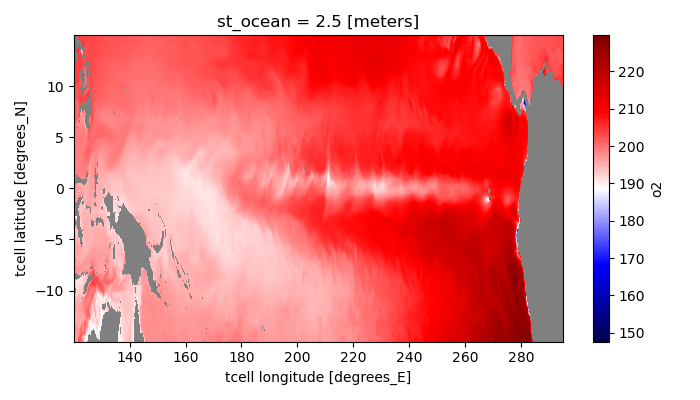 st_ocean = 2.5 [meters]
10
5
0
−5
−10
tcell latitude [degrees_N]
140 160 180 200 220 240 260 280
tcell longitude [degrees_E]
220
210
200
190
180
170
160
150
o2